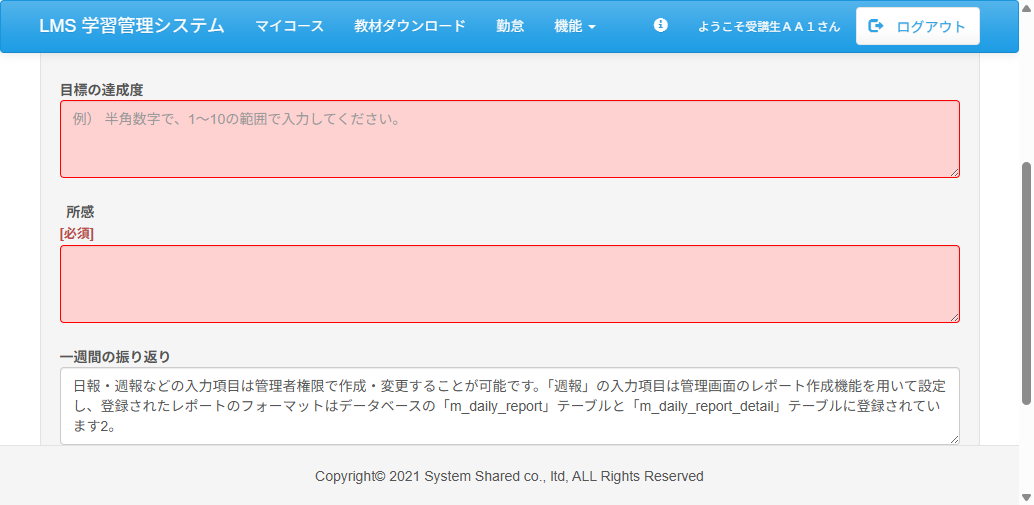 LMS 学習管理システム マイコース 教材ダウンロード 勤怠 機能 ようこそ受講生ＡＡ１さん ログアウト
目標の達成度
例） 半角数字で、1～10の範囲で入力してください。
所感
[必須]
一週間の振り返り
日報・週報などの入力項目は管理者権限で作成・変更することが可能です。「週報」の入力項目は管理画面のレポート作成機能を用いて設定
し、登録されたレポートのフォーマットはデータベースの「m_daily_report」テーブルと「m_daily_report_detail」テーブルに登録されてい
ます2。
Copyright© 2021 System Shared co., ltd, ALL Rights Reserved